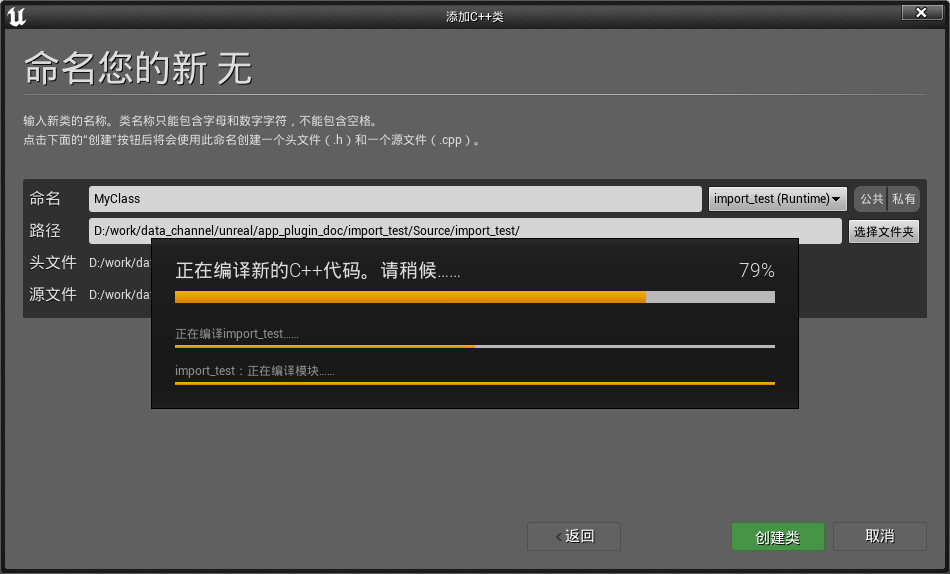 添加C++类
命名您的新 无
输入新类的名称。类名称只能包含字母和数字字符，不能包含空格。
点击下面的“创建”按钮后将会使用此命名创建一个头文件（.h）和一个源文件（.cpp）。
命名 MyClass import_test (Runtime) 公共 私有
路径 D:/work/data_channel/unreal/app_plugin_doc/import_test/Source/import_test/ 选择文件夹
头文件 D:/work/da
源文件 D:/work/da
正在编译新的C++代码。请稍候…… 79%
正在编译import_test……
import_test：正在编译模块……
返回 创建类 取消